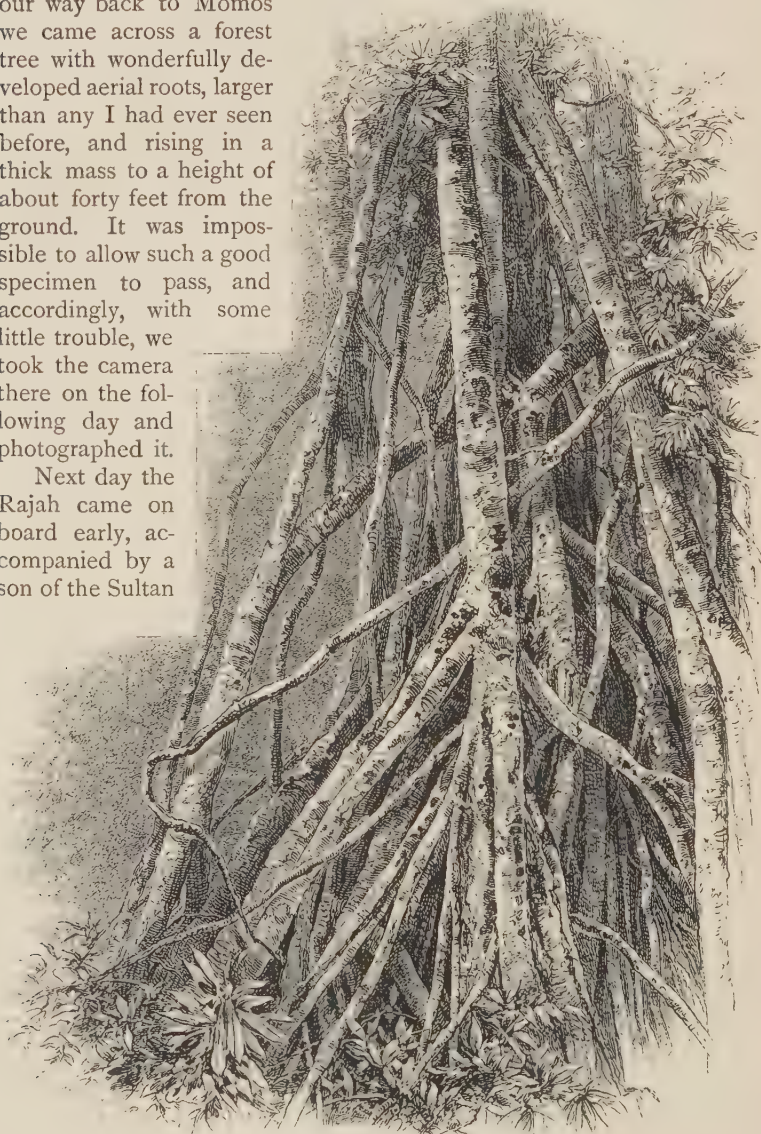 our way back to Momos
we came across a forest
tree with wonderfully de-
veloped aerial roots, larger
than any I had ever seen
before, and rising in a
thick mass to a height of
about forty feet from the
ground. It was impos-
sible to allow such a good
specimen to pass, and
accordingly, with some
little trouble, we
took the camera
there on the fol-
lowing day and
photographed it.
Next day the
Rajah came on
board early, ac-
companied by a
son of the Sultan